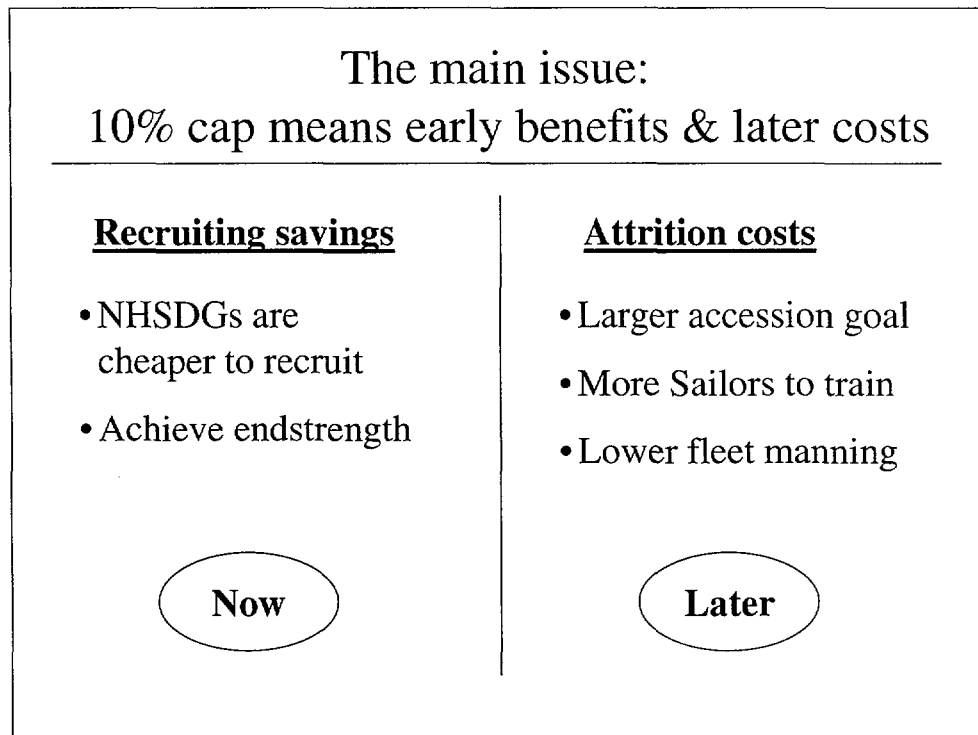 The main issue:
10% cap means early benefits & later costs
Recruiting savings
• NHSDGs are
cheaper to recruit
• Achieve endstrength
Now
Attrition costs
• Larger accession goal
• More Sailors to train
• Lower fleet manning
Later